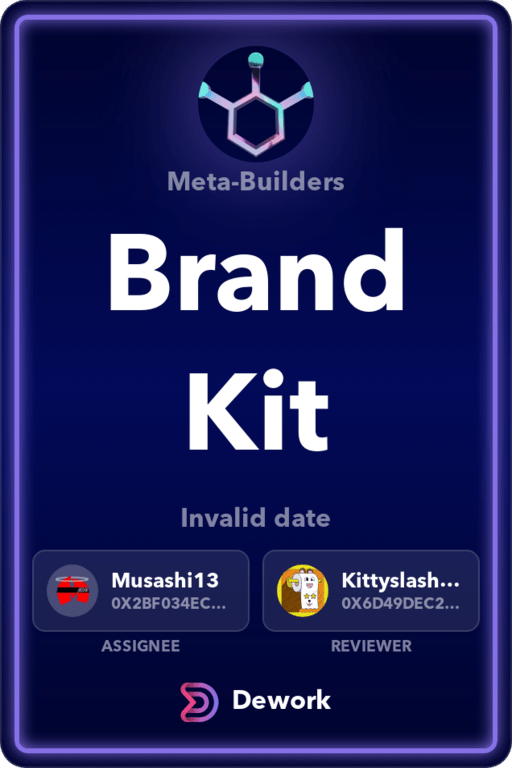 Meta-Builders
Brand
Kit
Invalid date
Musashi13
0X2BF034EC...
Kittyslash...
0X6D49DEC2...
ASSIGNEE
REVIEWER
Dework